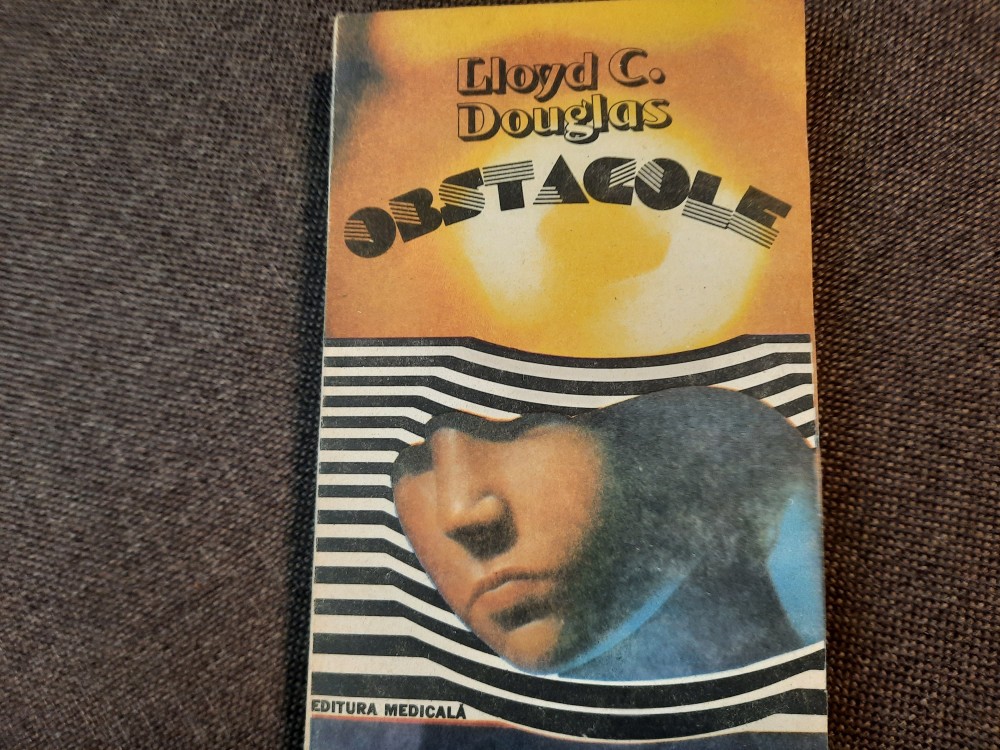 Lloyd C.
Douglas
OBSTACOLE
EDITURA MEDICALĂ